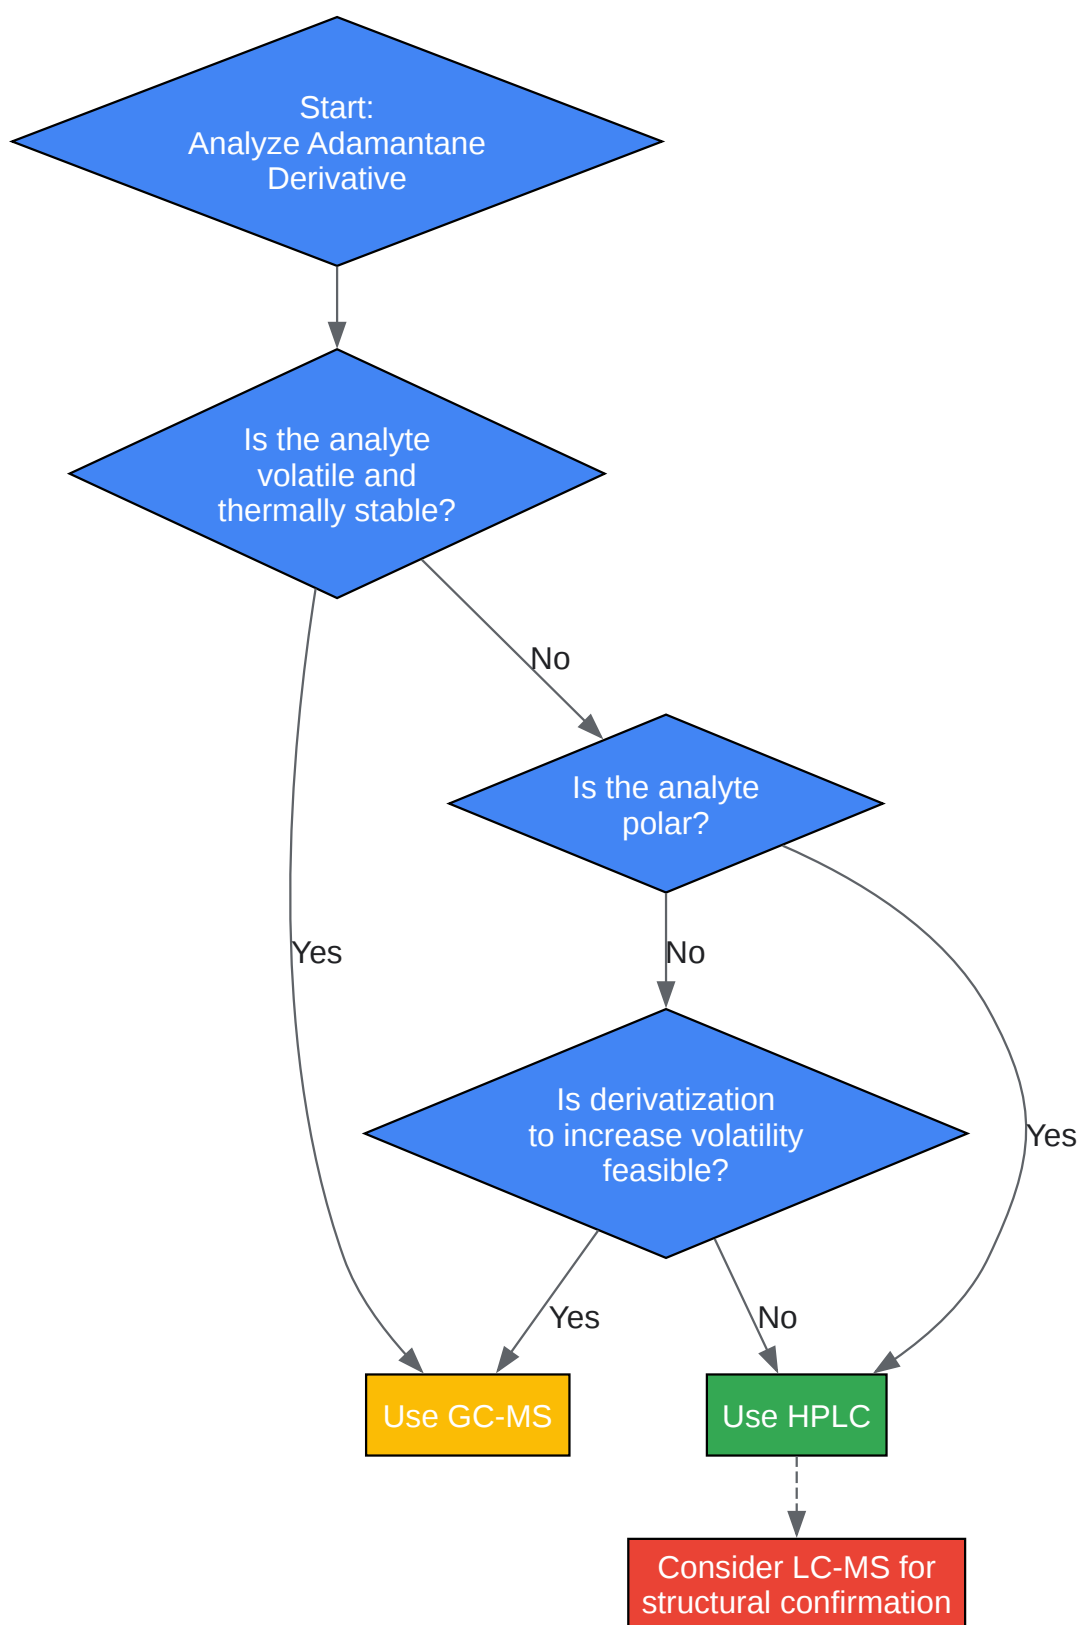 Start:
Analyze Adamantane
Derivative
Is the analyte
volatile and
thermally stable?
No
Is the analyte
polar?
Yes
No
Is derivatization
to increase volatility
feasible?
Yes
Yes
No
Use GC-MS
Use HPLC
Consider LC-MS for
structural confirmation